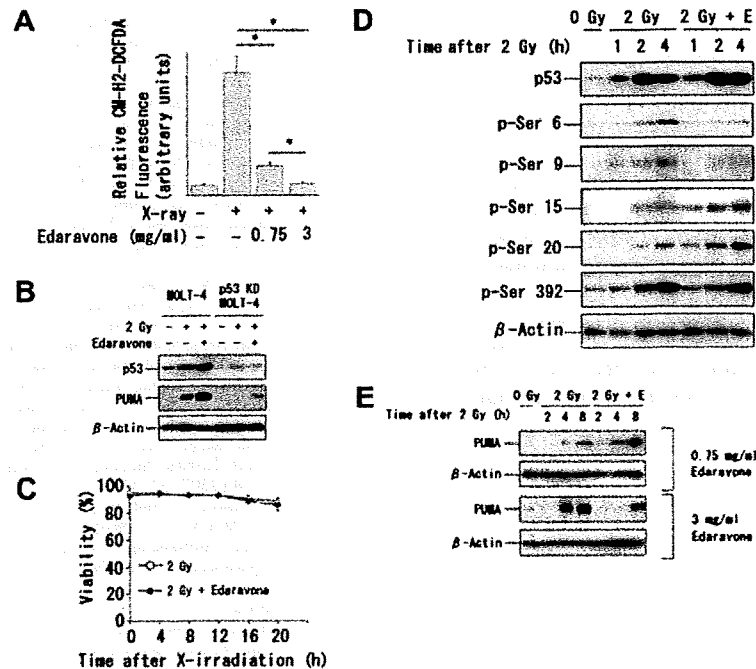 A
Relative CM-H2-DCFDA
Fluorescence
(arbitrary units)
* 
*
*
X-ray - + + +
Edaravone (mg/ml) - - 0.75 3
B
MOLT-4 p53 KD MOLT-4
2 Gy - + + - + +
Edaravone - - + - - +
p53
PUMA
β-Actin
C
Viability (%)
100
80
60
40
20
0
2 Gy
2 Gy + Edaravone
0 4 8 12 16 20
Time after X-irradiation (h)
D
0 Gy 2 Gy 2 Gy + E
Time after 2 Gy (h) 1 2 4 1 2 4
p53
p-Ser 6
p-Ser 9
p-Ser 15
p-Ser 20
p-Ser 392
β-Actin
E
0 Gy 2 Gy 2 Gy + E
Time after 2 Gy (h) 2 4 8 2 4 8
PUMA
β-Actin
0.75 mg/ml
Edaravone
PUMA
β-Actin
3 mg/ml
Edaravone